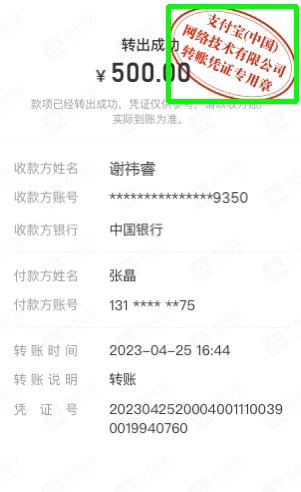 支付宝(中国)
网络技术有限公司
转账凭证专用章
转出成功
¥ 500.00
款项已经转出成功，凭证仅供参考，请以收方账户
实际到账为准。
收款方姓名 谢祎睿
收款方账号 ***************9350
收款方银行 中国银行
付款方姓名 张晶
付款方账号 131 **** **75
转账时间 2023-04-25 16:44
转账说明 转账
凭证号 2023042520004001110039
0019940760